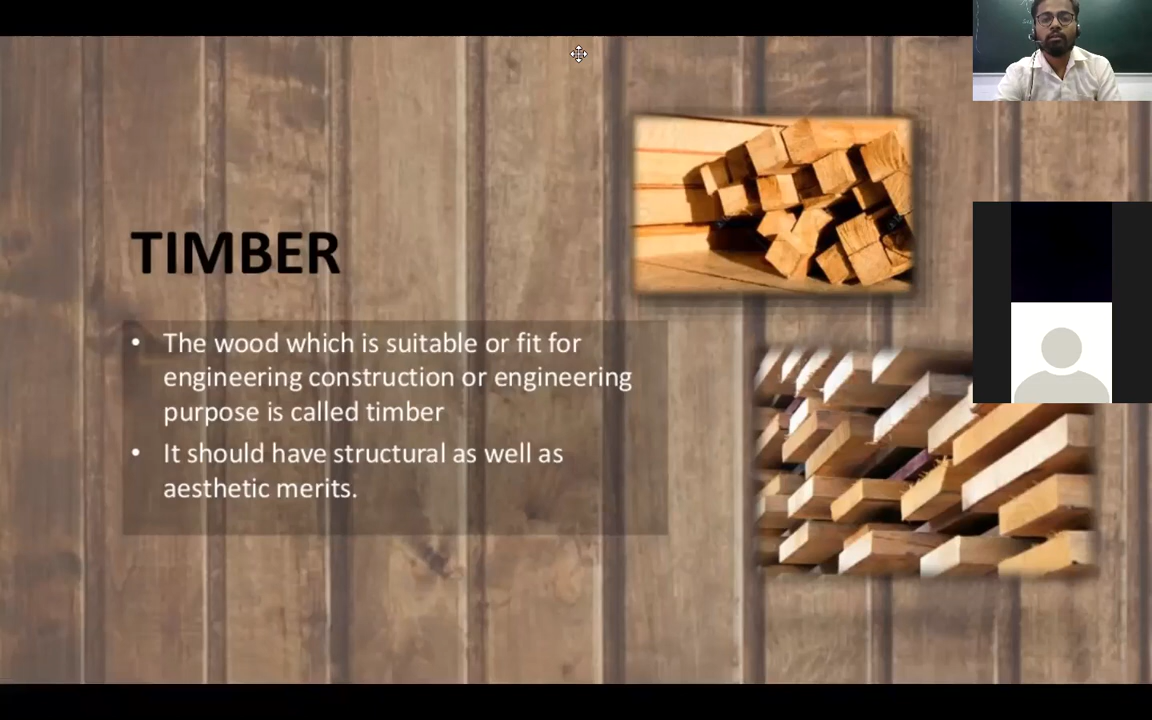 TIMBER
• The wood which is suitable or fit for
engineering construction or engineering
purpose is called timber
• It should have structural as well as
aesthetic merits.